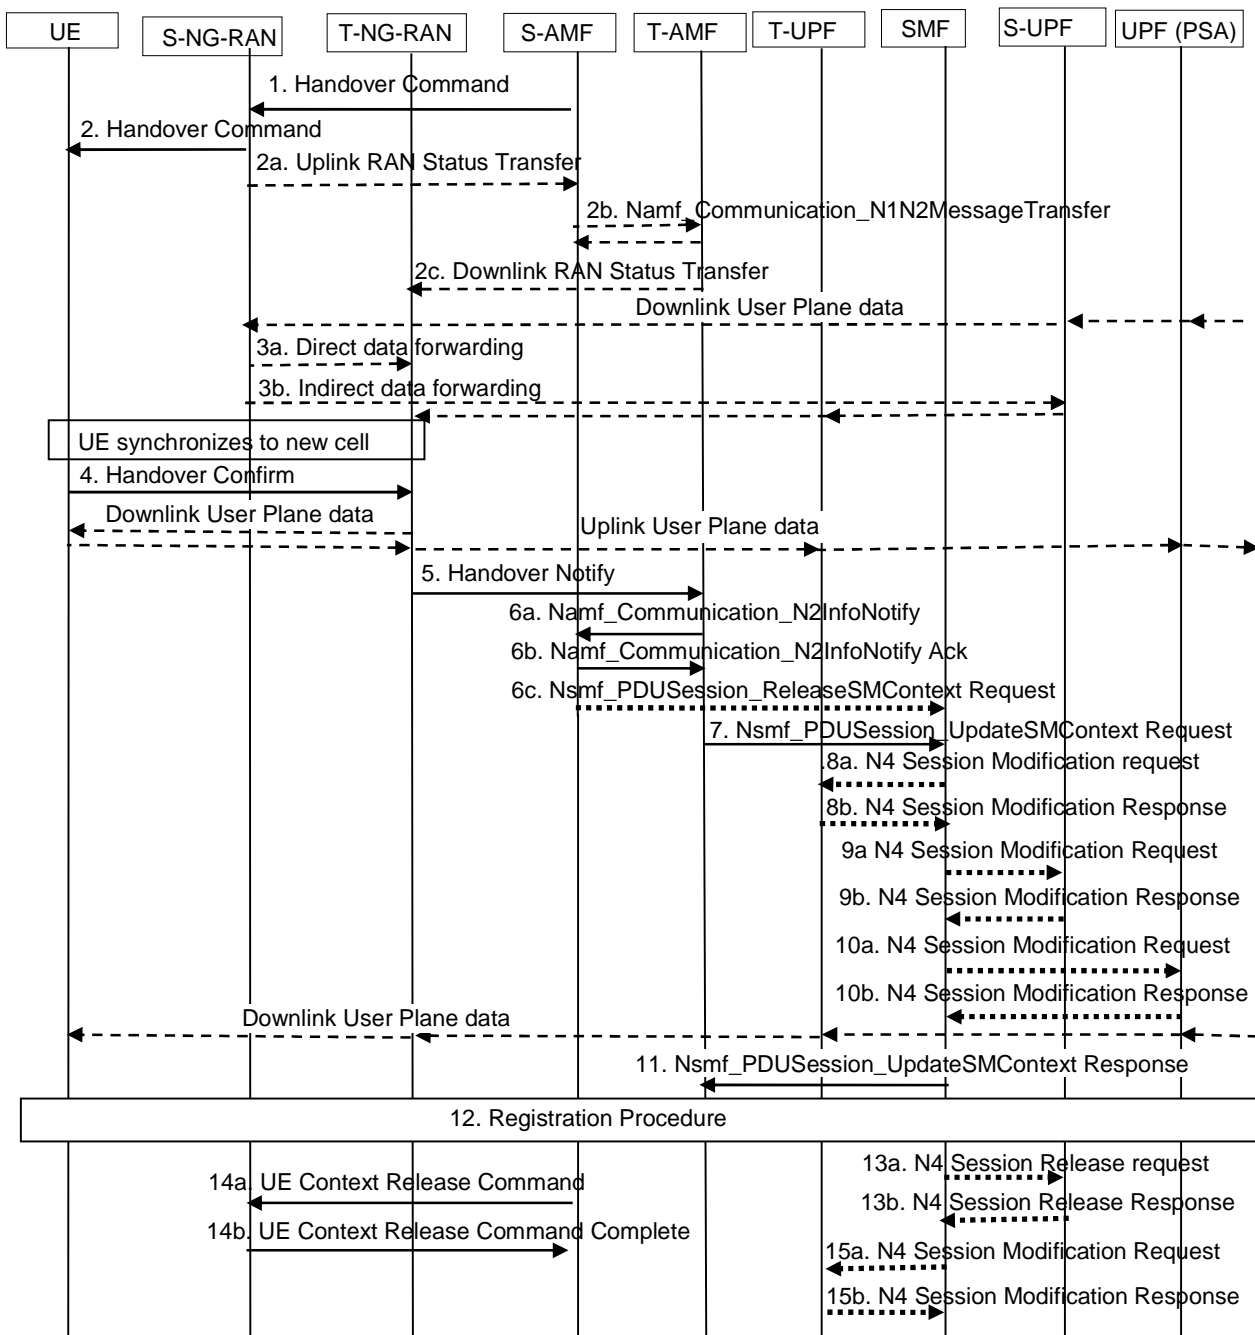 UE
S-NG-RAN
T-NG-RAN
S-AMF
T-AMF
T-UPF
SMF
S-UPF
UPF (PSA)
1. Handover Command
2. Handover Command
2a. Uplink RAN Status Transfer
2b. Namf_Communication_N1N2MessageTransfer
2c. Downlink RAN Status Transfer
Downlink User Plane data
3a. Direct data forwarding
3b. Indirect data forwarding
UE synchronizes to new cell
4. Handover Confirm
Downlink User Plane data
Uplink User Plane data
5. Handover Notify
6a. Namf_Communication_N2InfoNotify
6b. Namf_Communication_N2InfoNotify Ack
6c. Nsmf_PDUSession_ReleaseSMContext Request
7. Nsmf_PDUSession_UpdateSMContext Request
.8a. N4 Session Modification request
8b. N4 Session Modification Response
9a N4 Session Modification Request
9b. N4 Session Modification Response
10a. N4 Session Modification Request
10b. N4 Session Modification Response
Downlink User Plane data
11. Nsmf_PDUSession_UpdateSMContext Response
12. Registration Procedure
13a. N4 Session Release request
14a. UE Context Release Command
13b. N4 Session Release Response
14b. UE Context Release Command Complete
15a. N4 Session Modification Request
15b. N4 Session Modification Response